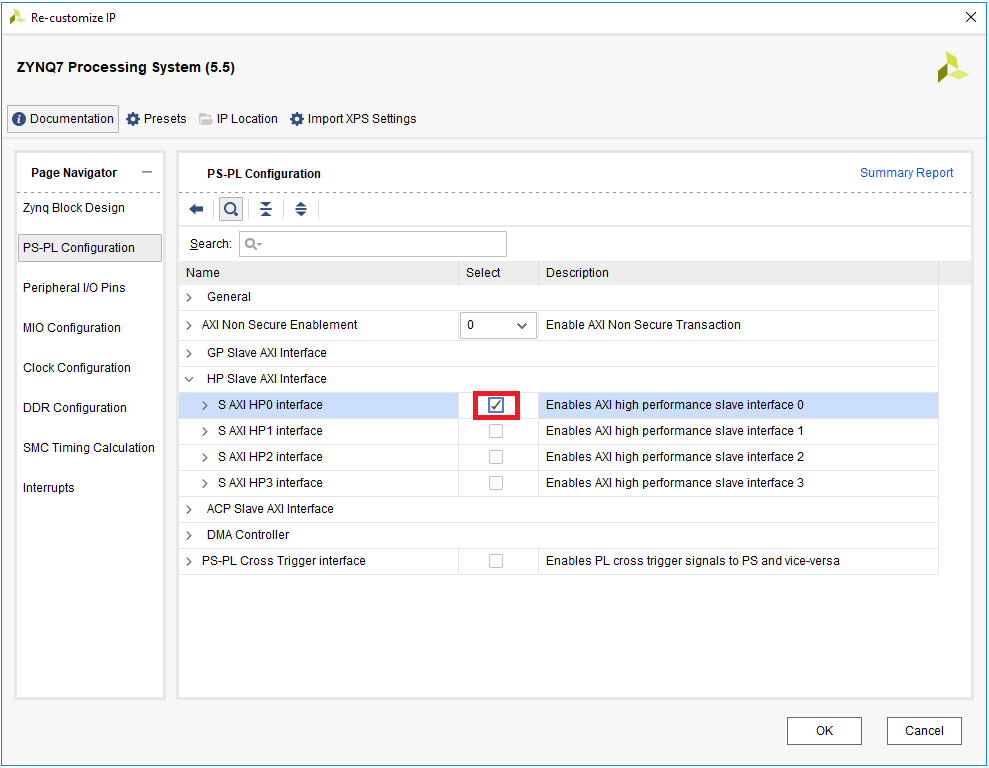 Re-customize IP
ZYNQ7 Processing System (5.5)
Documentation Presets IP Location Import XPS Settings
Page Navigator
Zynq Block Design
PS-PL Configuration
Peripheral I/O Pins
MIO Configuration
Clock Configuration
DDR Configuration
SMC Timing Calculation
Interrupts
PS-PL Configuration Summary Report
Search:
Name Select Description
General
AXI Non Secure Enablement 0 Enable AXI Non Secure Transaction
GP Slave AXI Interface
HP Slave AXI Interface
S AXI HP0 interface Enables AXI high performance slave interface 0
S AXI HP1 interface Enables AXI high performance slave interface 1
S AXI HP2 interface Enables AXI high performance slave interface 2
S AXI HP3 interface Enables AXI high performance slave interface 3
ACP Slave AXI Interface
DMA Controller
PS-PL Cross Trigger interface Enables PL cross trigger signals to PS and vice-versa
OK Cancel